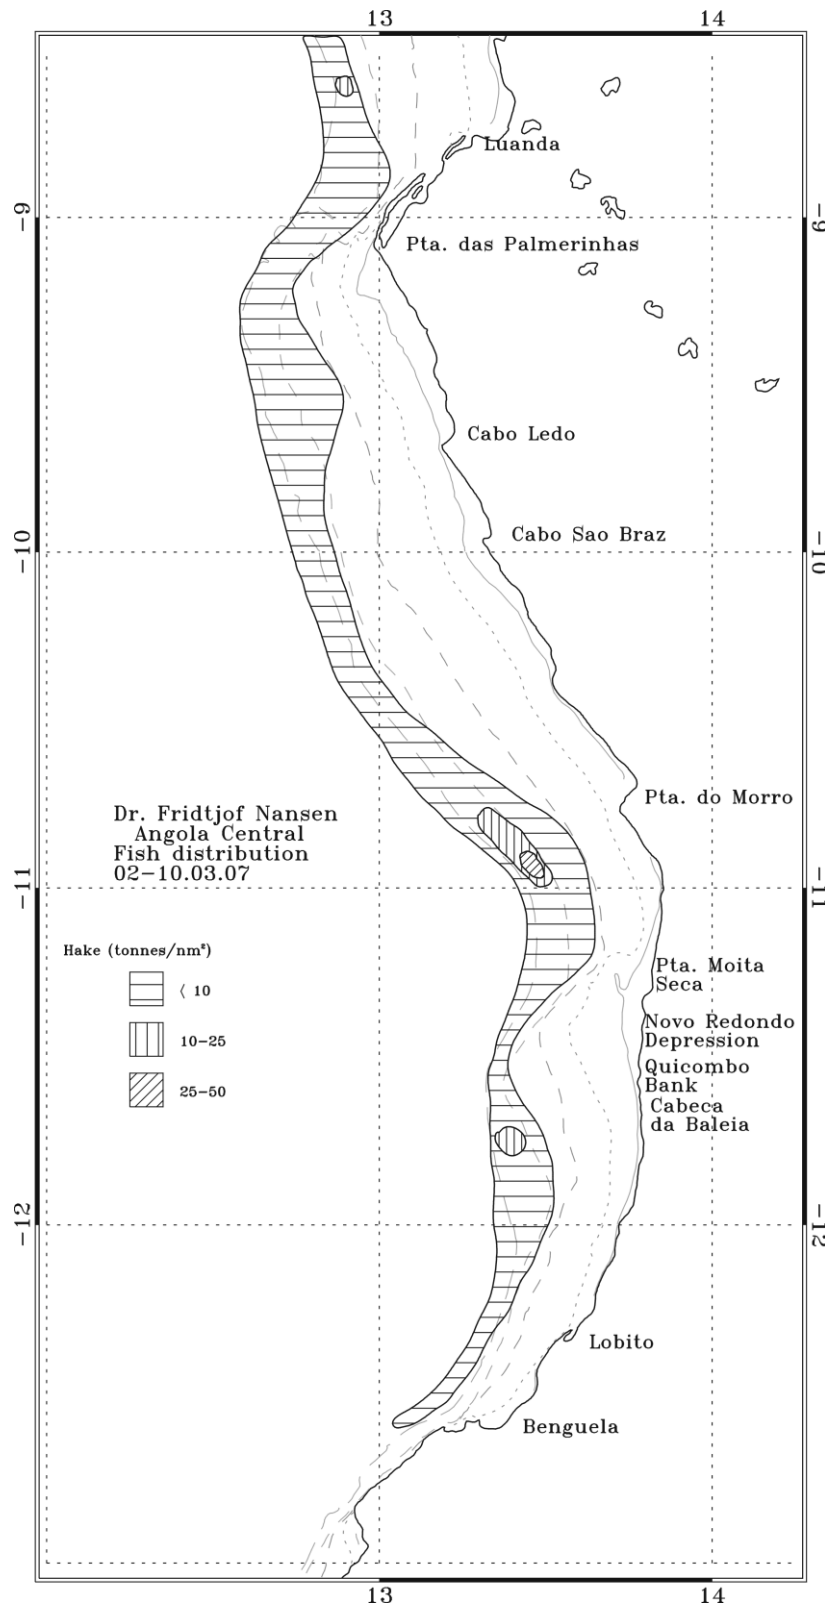 13 14
Luanda
-9 -9
Pta. das Palmerinhas
Cabo Ledo
Cabo Sao Braz
-10 -10
Pta. do Morro
Dr. Fridtjof Nansen
Angola Central
Fish distribution
02-10.03.07
-11 -11
Hake (tonnes/nm²)
< 10
10-25
25-50
Pta. Moita
Seca
Novo Redondo
Depression
Quicombo
Bank
Cabeca
da Baleia
-12 -12
Lobito
Benguela
13 14